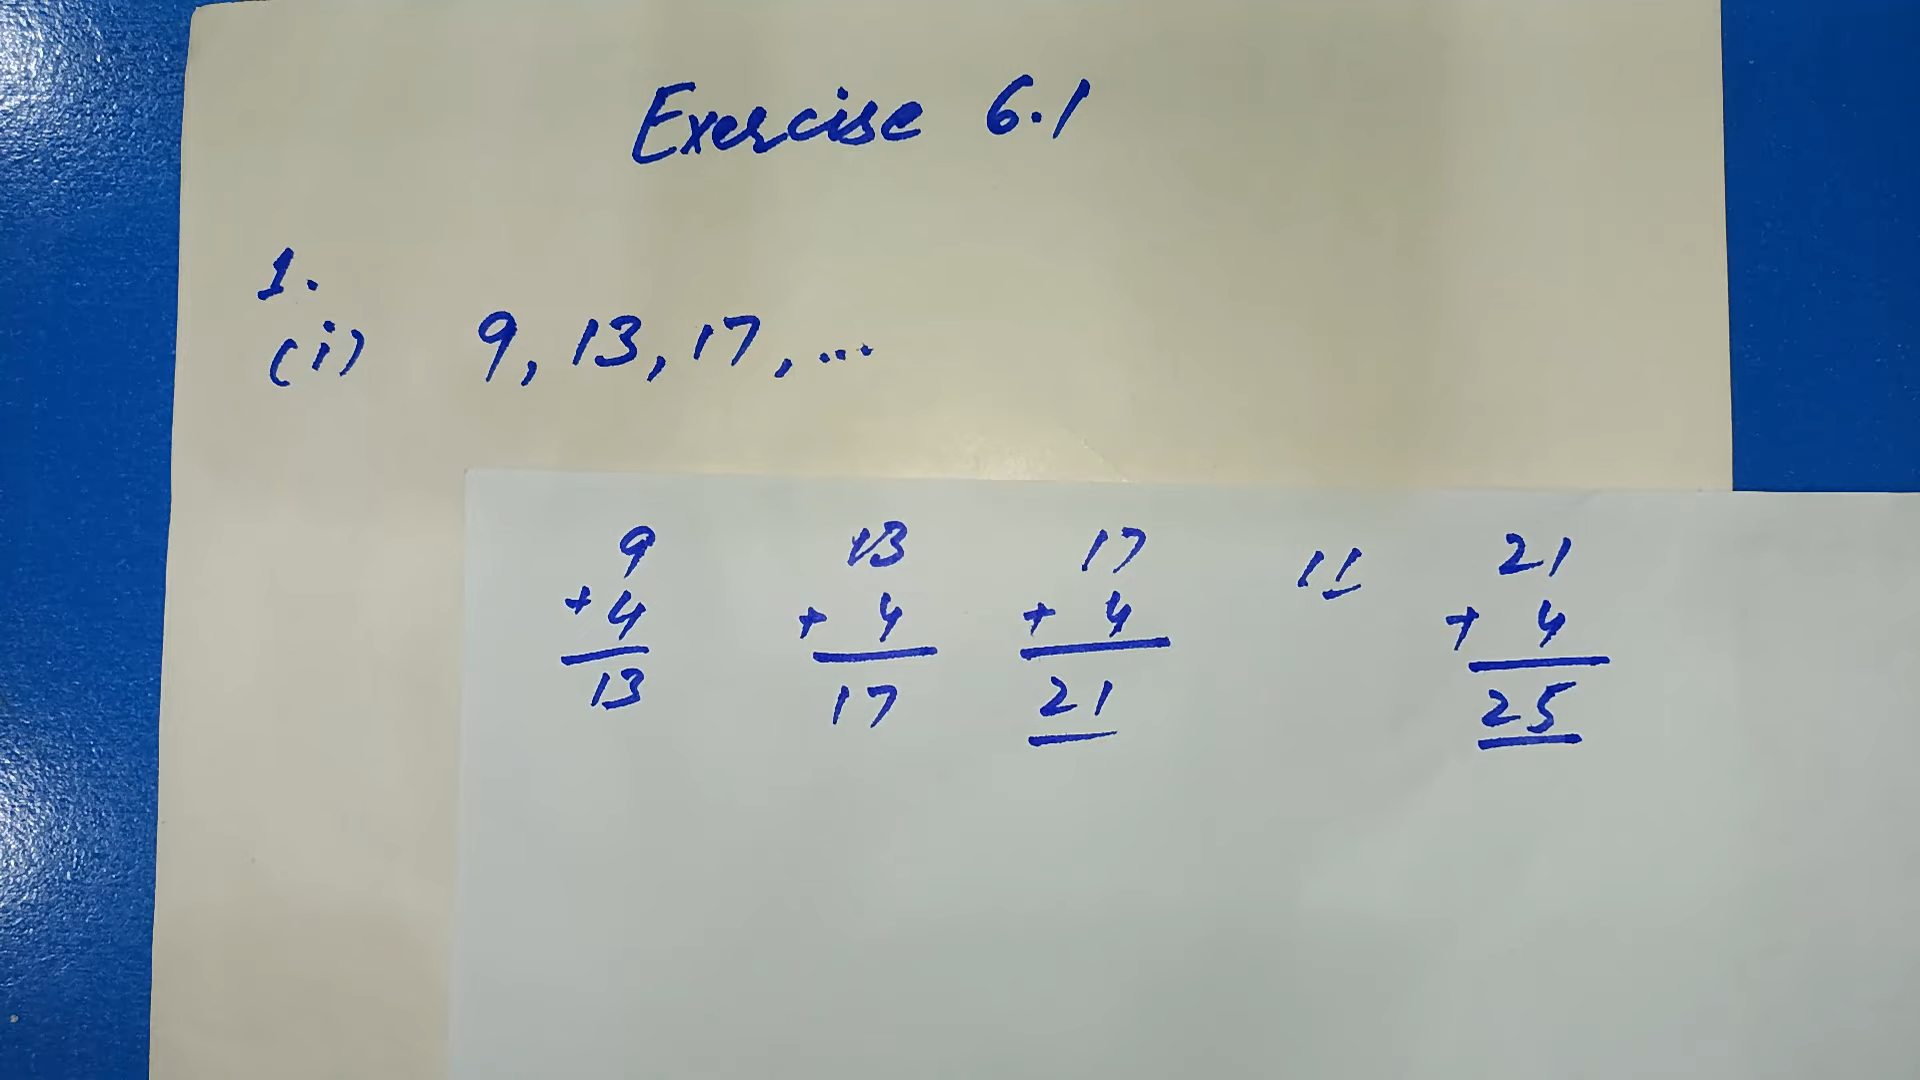 Exercise 6.1
1.
(i) 9, 13, 17, ...
9 13 17 11 21
+ 4 + 4 + 4 + 4
13 17 21 25